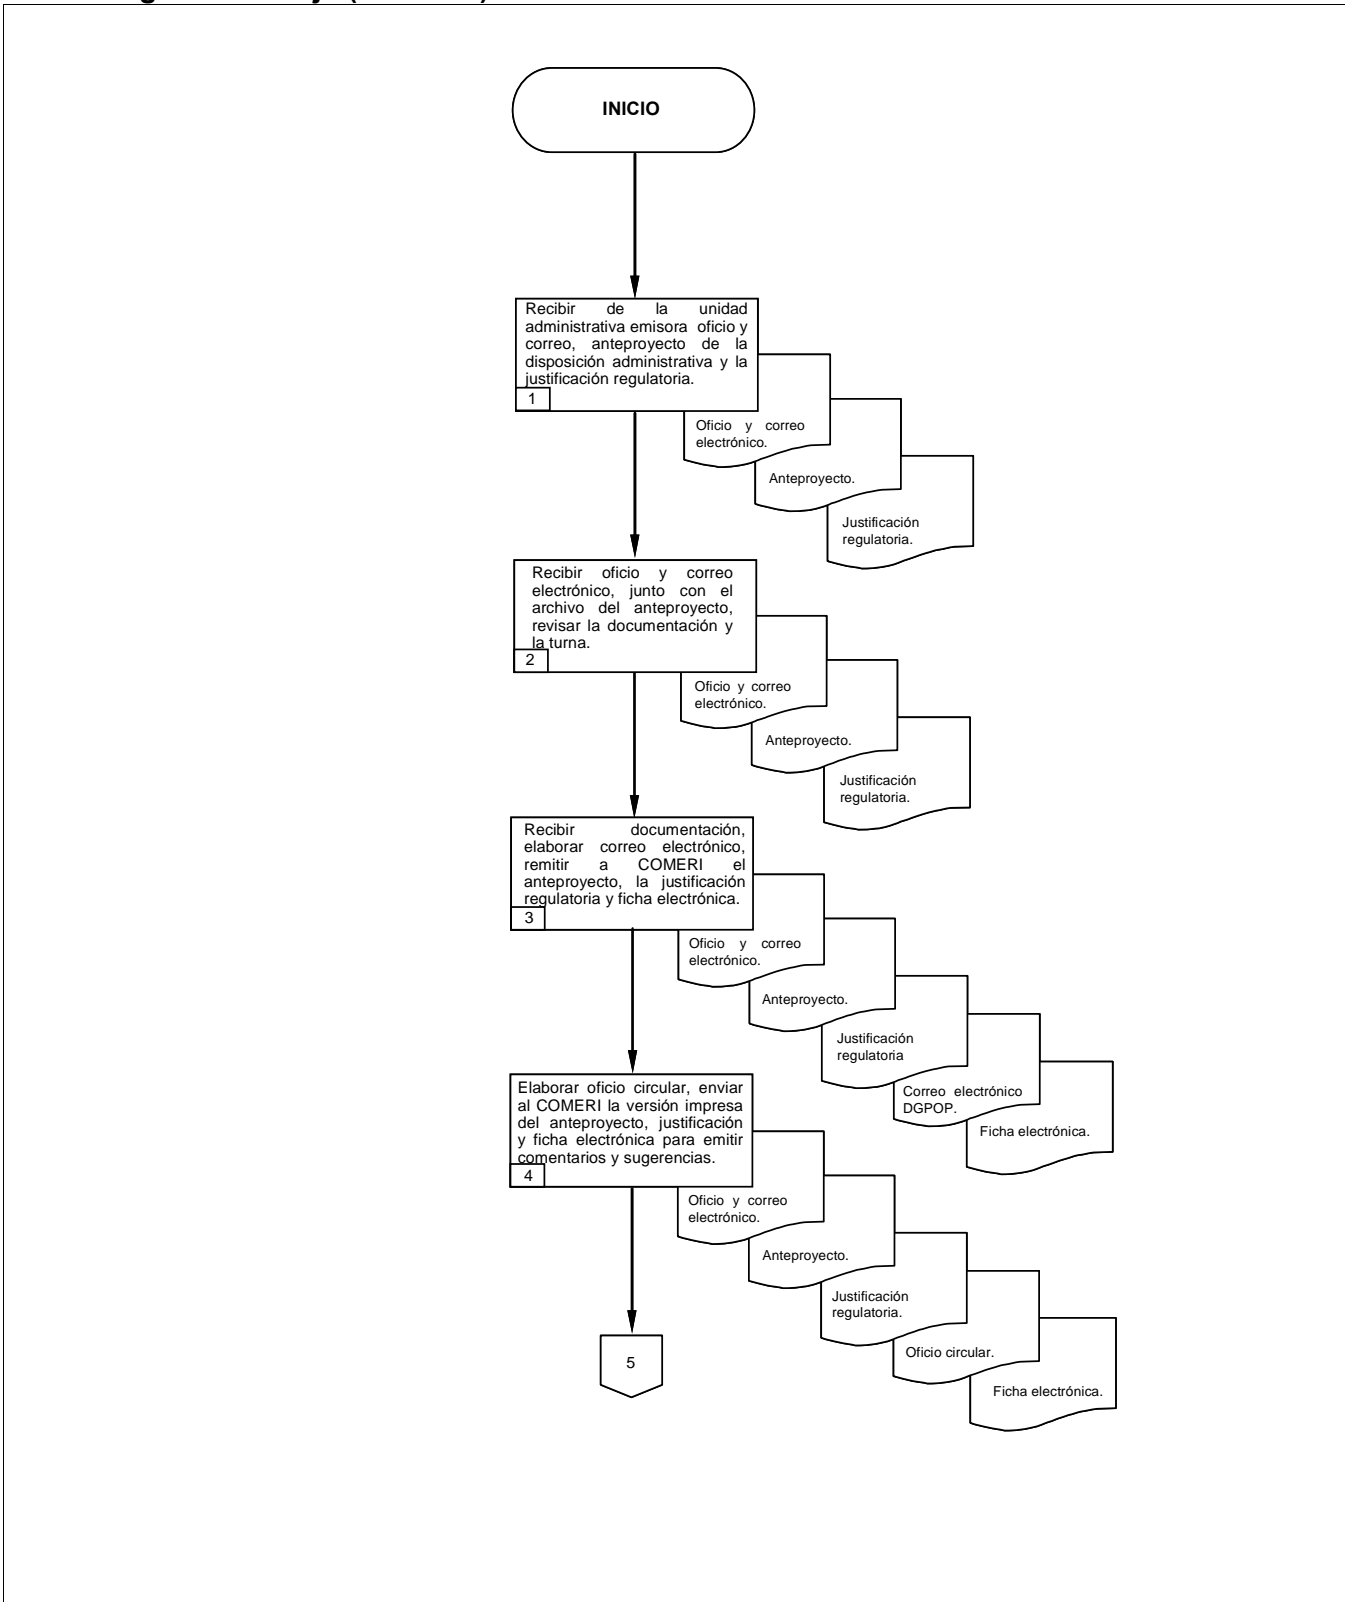 INICIO
Recibir de la unidad
administrativa emisora oficio y
correo, anteproyecto de la
disposición administrativa y la
justificación regulatoria.
1
Oficio y correo
electrónico.
Anteproyecto.
Justificación
regulatoria.
Recibir oficio y correo
electrónico, junto con el
archivo del anteproyecto,
revisar la documentación y
la turna.
2
Oficio y correo
electrónico.
Anteproyecto.
Justificación
regulatoria.
Recibir documentación,
elaborar correo electrónico,
remitir a COMERI el
anteproyecto, la justificación
regulatoria y ficha electrónica.
3
Oficio y correo
electrónico.
Anteproyecto.
Justificación
regulatoria
Correo electrónico
DGPOP.
Ficha electrónica.
Elaborar oficio circular, enviar
al COMERI la versión impresa
del anteproyecto, justificación
y ficha electrónica para emitir
comentarios y sugerencias.
4
Oficio y correo
electrónico.
Anteproyecto.
Justificación
regulatoria.
Oficio circular.
Ficha electrónica.
5